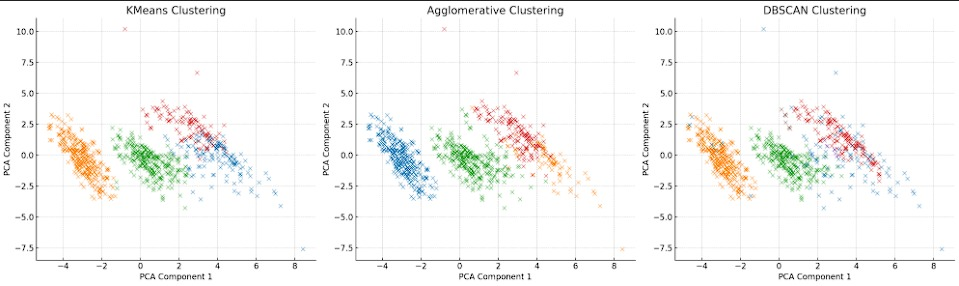 KMeans Clustering
10.0
7.5
5.0
2.5
0.0
−2.5
−5.0
−7.5
PCA Component 2
−4 −2 0 2 4 6 8
PCA Component 1
Agglomerative Clustering
10.0
7.5
5.0
2.5
0.0
−2.5
−5.0
−7.5
PCA Component 2
−4 −2 0 2 4 6 8
PCA Component 1
DBSCAN Clustering
10.0
7.5
5.0
2.5
0.0
−2.5
−5.0
−7.5
PCA Component 2
−4 −2 0 2 4 6 8
PCA Component 1